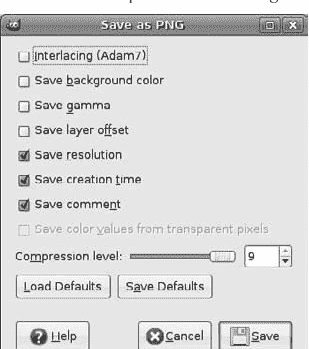 Save as PNG
Interlacing (Adam7)
Save background color
Save gamma
Save layer offset
Save resolution
Save creation time
Save comment
Save color values from transparent pixels
Compression level: 9
Load Defaults Save Defaults
Help Cancel Save